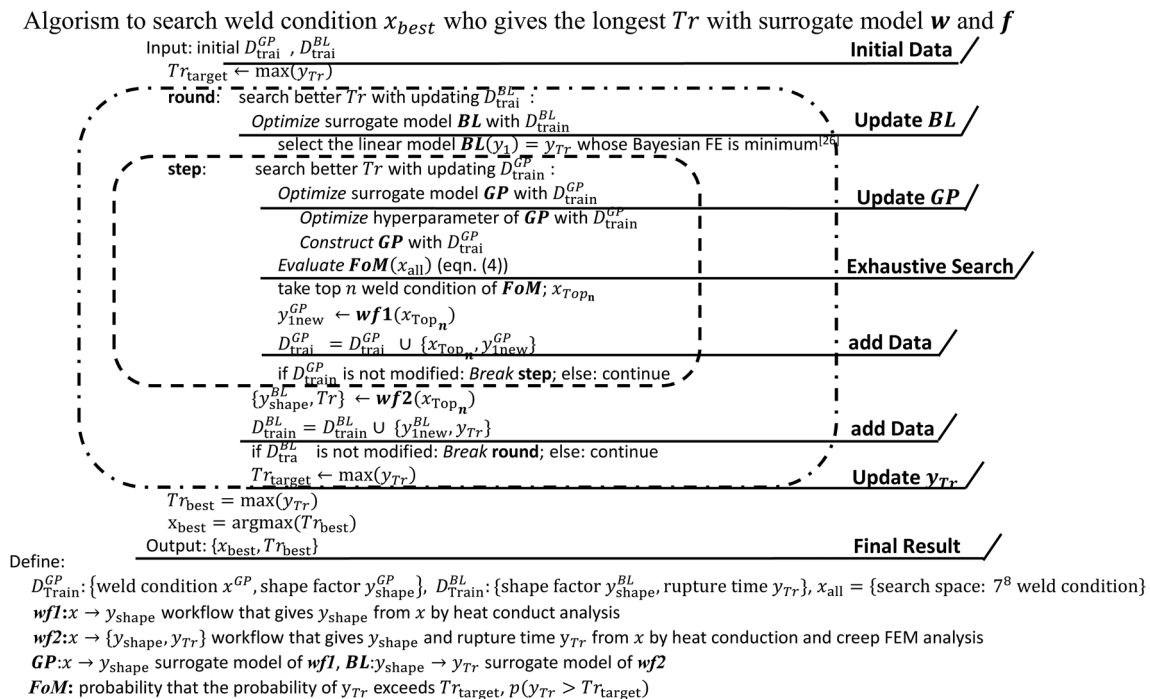 Algorism to search weld condition x_best who gives the longest Tr with surrogate model w and f
Input: initial D^GP_trai , D^BL_trai Initial Data
Tr_target ← max(y_Tr)
round: search better Tr with updating D^BL_trai :
Optimize surrogate model BL with D^BL_train Update BL
select the linear model BL(y_1) = y_Tr whose Bayesian FE is minimum[26]
step: search better Tr with updating D^GP_train :
Optimize surrogate model GP with D^GP_train Update GP
Optimize hyperparameter of GP with D^GP_train
Construct GP with D^GP_trai
Evaluate FoM(x_all) (eqn. (4)) Exhaustive Search
take top n weld condition of FoM; x_Top_n
y^GP_1new ← wf1(x_Top_n)
D^GP_trai = D^GP_trai ∪ {x_Top_n, y^GP_1new} add Data
if D^GP_train is not modified: Break step; else: continue
{y^BL_shape, Tr} ← wf2(x_Top_n)
D^BL_train = D^BL_train ∪ {y^BL_1new, y_Tr} add Data
if D^BL_tra is not modified: Break round; else: continue
Tr_target ← max(y_Tr) Update y_Tr
Tr_best = max(y_Tr)
x_best = argmax(Tr_best)
Output: {x_best, Tr_best} Final Result
Define:
D^GP_Train: {weld condition x^GP, shape factor y^GP_shape}, D^BL_Train: {shape factor y^BL_shape, rupture time y_Tr}, x_all = {search space: 7^8 weld condition}
wf1: x → y_shape workflow that gives y_shape from x by heat conduct analysis
wf2: x → {y_shape, y_Tr} workflow that gives y_shape and rupture time y_Tr from x by heat conduction and creep FEM analysis
GP: x → y_shape surrogate model of wf1, BL: y_shape → y_Tr surrogate model of wf2
FoM: probability that the probability of y_Tr exceeds Tr_target, p(y_Tr > Tr_target)